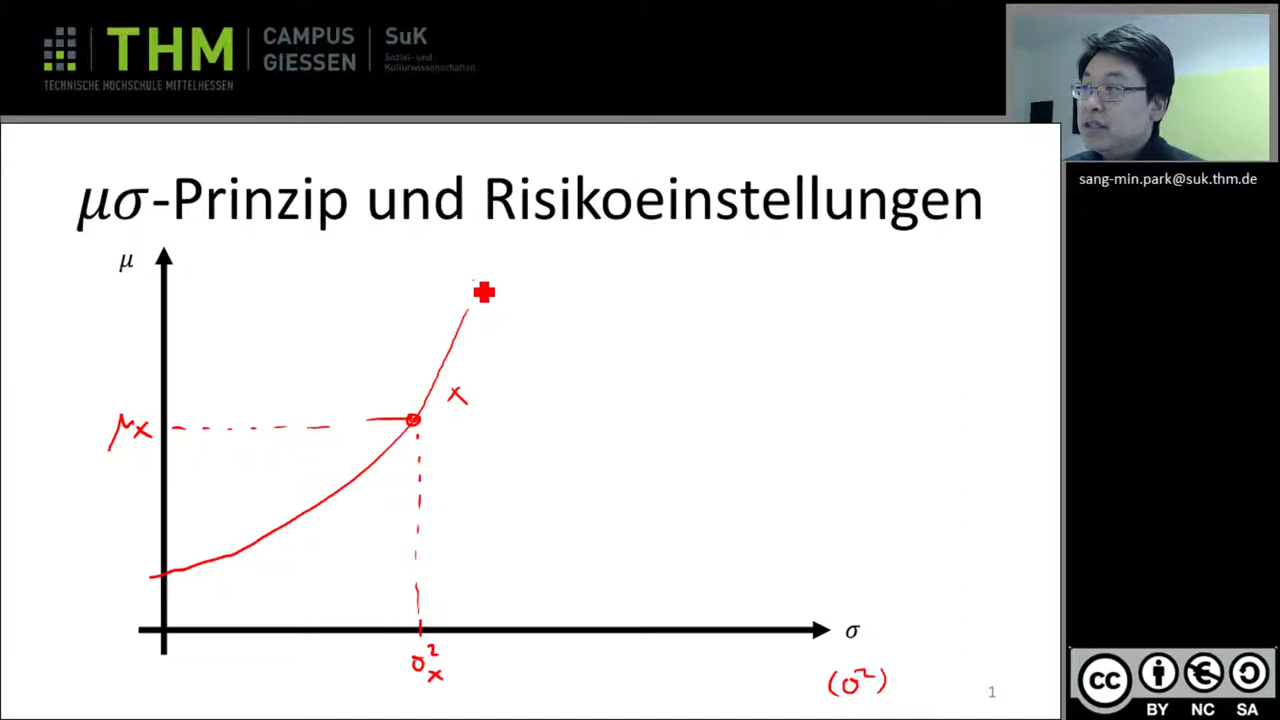 THM
TECHNISCHE HOCHSCHULE MITTELHESSEN
CAMPUS
GIESSEN
SuK
Sozial- und
Kulturwissenschaften
sang-min.park@suk.thm.de
μσ-Prinzip und Risikoeinstellungen
μ
x
μx
σ
σ²x
(σ²)
1
cc
BY NC SA